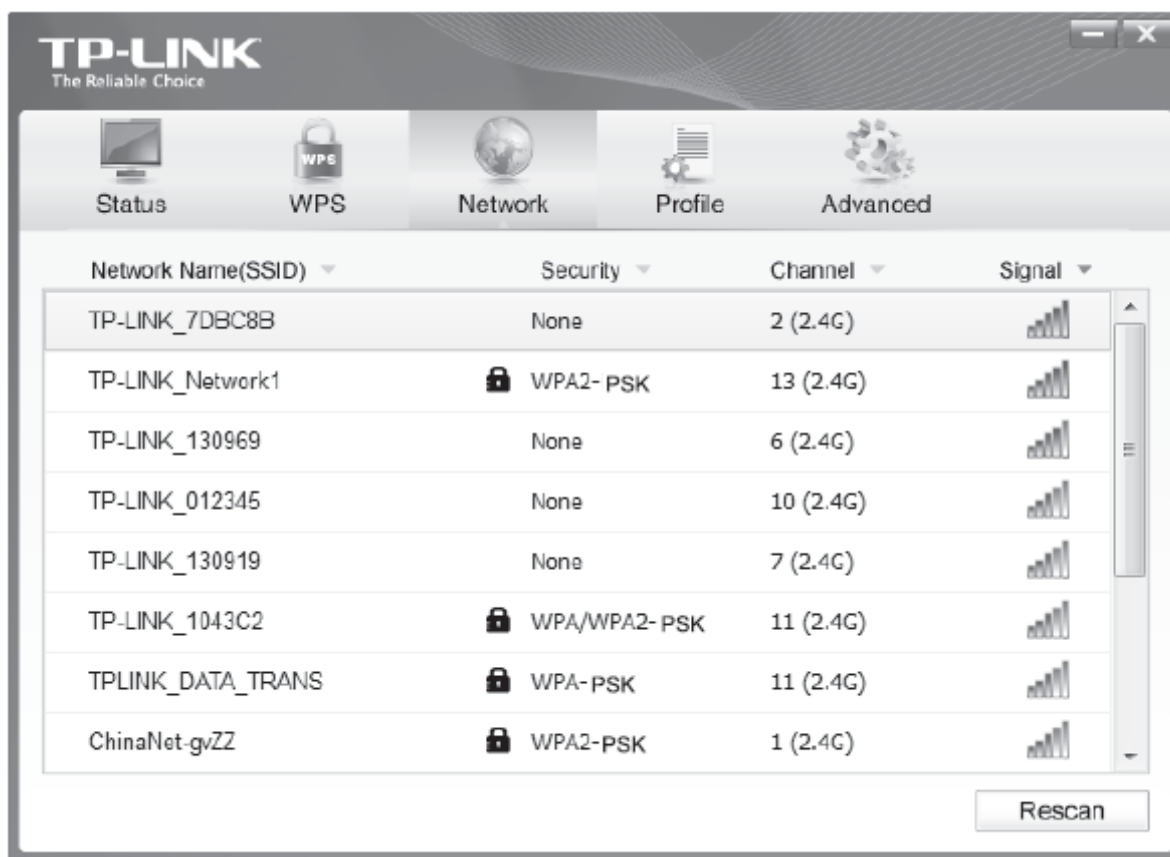 TP-LINK
The Reliable Choice
WPS
Status WPS Network Profile Advanced
Network Name(SSID) Security Channel Signal
TP-LINK_7DBC8B None 2 (2.4G)
TP-LINK_Network1 WPA2-PSK 13 (2.4G)
TP-LINK_130969 None 6 (2.4G)
TP-LINK_012345 None 10 (2.4G)
TP-LINK_130919 None 7 (2.4G)
TP-LINK_1043C2 WPA/WPA2-PSK 11 (2.4G)
TPLINK_DATA_TRANS WPA-PSK 11 (2.4G)
ChinaNet-gvZZ WPA2-PSK 1 (2.4G)
Rescan